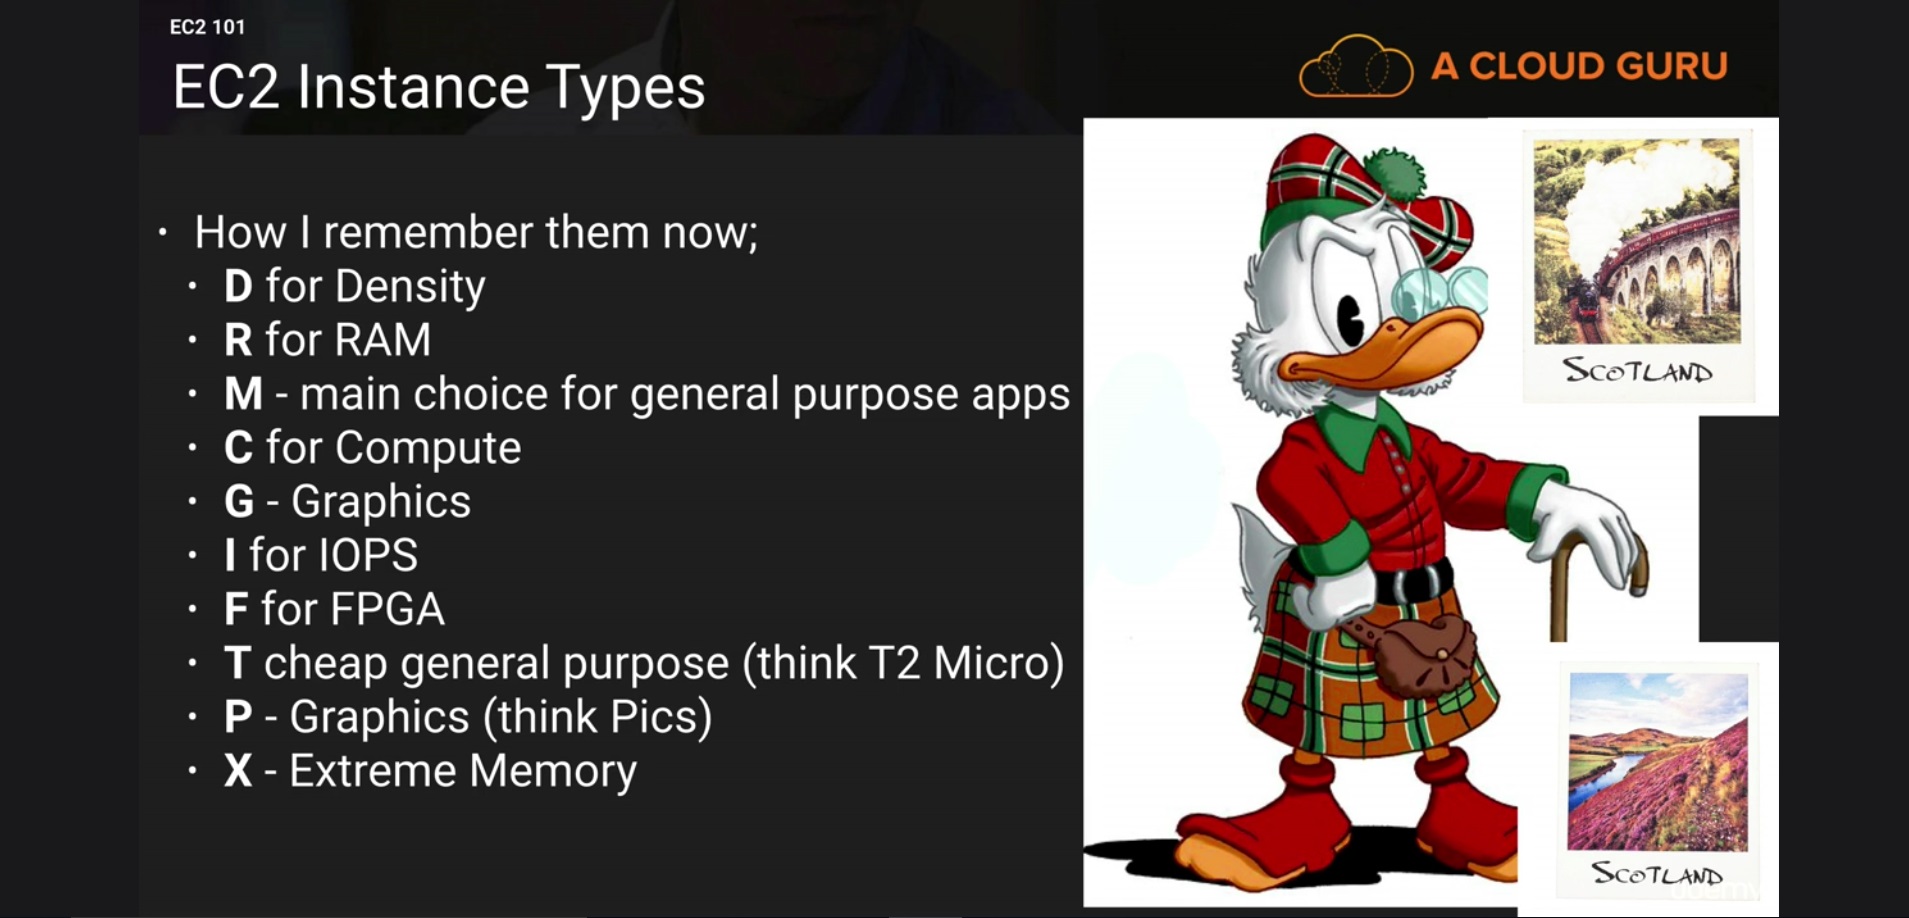 EC2 101
EC2 Instance Types
A CLOUD GURU
• How I remember them now;
• D for Density
• R for RAM
• M - main choice for general purpose apps
• C for Compute
• G - Graphics
• I for IOPS
• F for FPGA
• T cheap general purpose (think T2 Micro)
• P - Graphics (think Pics)
• X - Extreme Memory
SCOTLAND
SCOTLAND
udemy